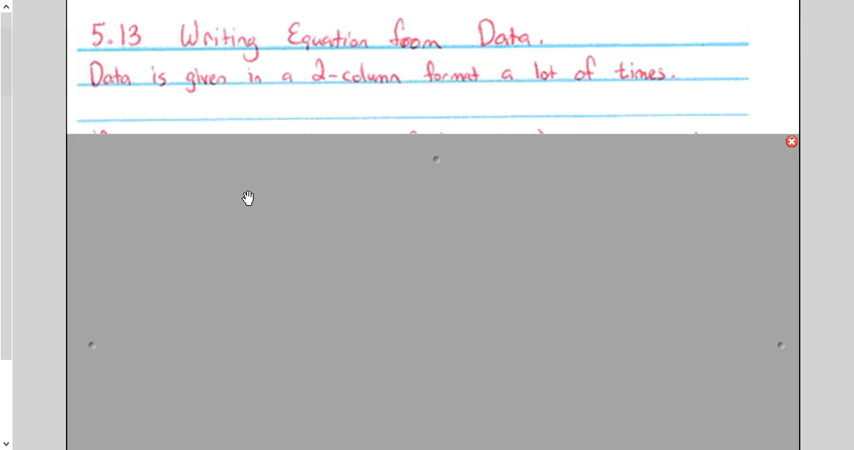 5.13 Writing Equation from Data.
Data is given in a 2-column format a lot of times.